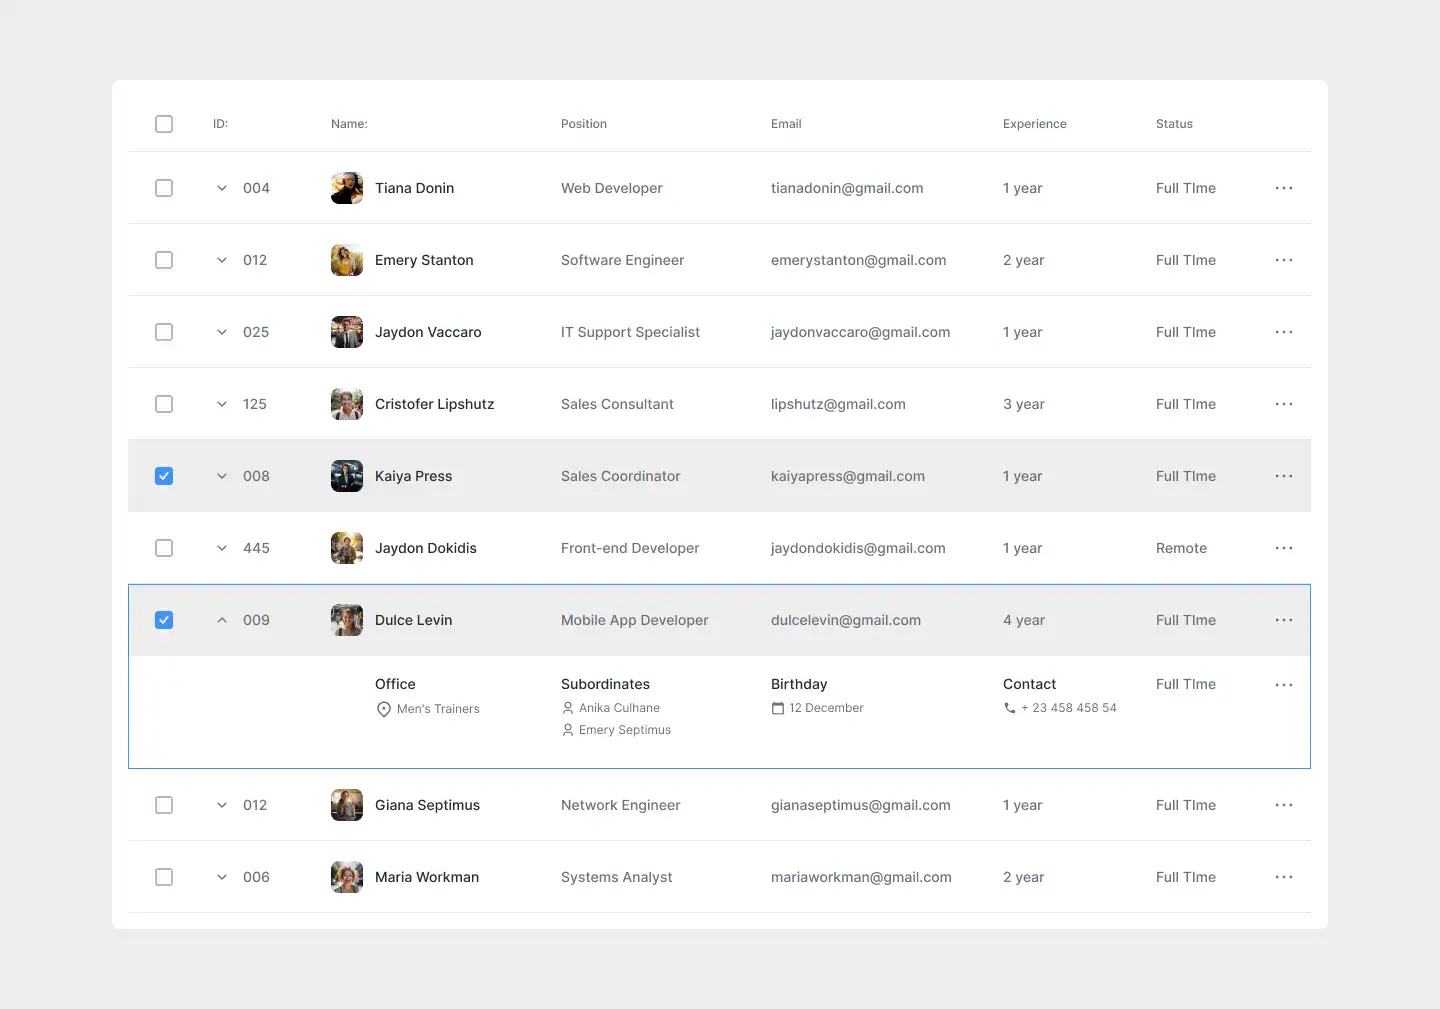 ID: Name: Position Email Experience Status
004 Tiana Donin Web Developer tianadonin@gmail.com 1 year Full TIme
012 Emery Stanton Software Engineer emerystanton@gmail.com 2 year Full TIme
025 Jaydon Vaccaro IT Support Specialist jaydonvaccaro@gmail.com 1 year Full TIme
125 Cristofer Lipshutz Sales Consultant lipshutz@gmail.com 3 year Full TIme
008 Kaiya Press Sales Coordinator kaiyapress@gmail.com 1 year Full TIme
445 Jaydon Dokidis Front-end Developer jaydondokidis@gmail.com 1 year Remote
009 Dulce Levin Mobile App Developer dulcelevin@gmail.com 4 year Full TIme
Office Subordinates Birthday Contact Full TIme
Men's Trainers Anika Culhane 12 December + 23 458 458 54
Emery Septimus
012 Giana Septimus Network Engineer gianaseptimus@gmail.com 1 year Full TIme
006 Maria Workman Systems Analyst mariaworkman@gmail.com 2 year Full TIme